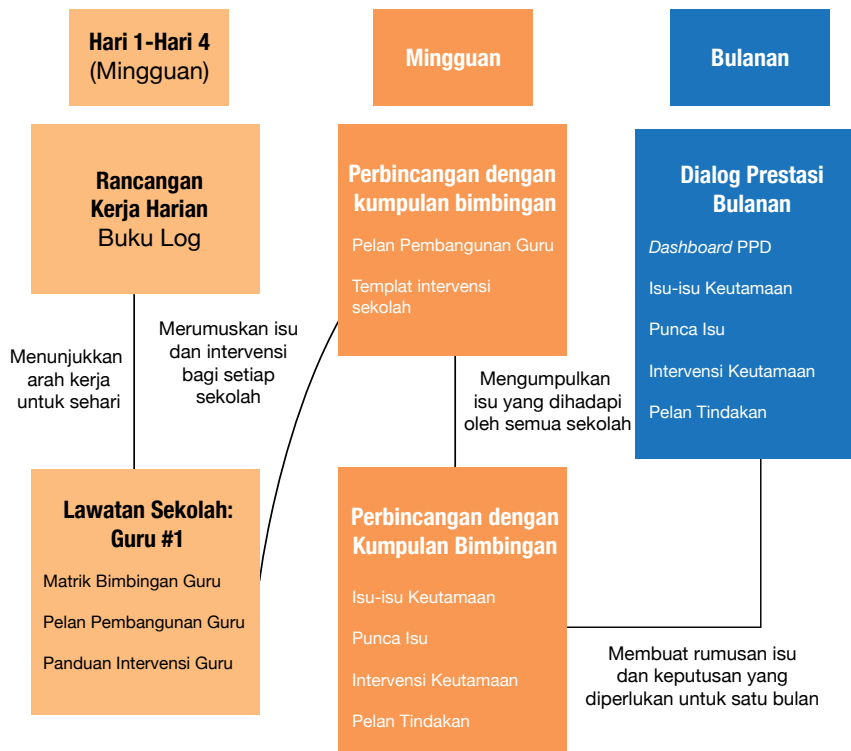 Hari 1-Hari 4
(Mingguan)
Mingguan
Bulanan
Rancangan
Kerja Harian
Buku Log
Menunjukkan
arah kerja
untuk sehari
Merumuskan isu
dan intervensi
bagi setiap
sekolah
Lawatan Sekolah:
Guru #1
Matrik Bimbingan Guru
Pelan Pembangunan Guru
Panduan Intervensi Guru
Perbincangan dengan
kumpulan bimbingan
Pelan Pembangunan Guru
Templat intervensi
sekolah
Mengumpulkan
isu yang dihadapi
oleh semua sekolah
Perbincangan dengan
Kumpulan Bimbingan
Isu-isu Keutamaan
Punca Isu
Intervensi Keutamaan
Pelan Tindakan
Dialog Prestasi
Bulanan
Dashboard PPD
Isu-isu Keutamaan
Punca Isu
Intervensi Keutamaan
Pelan Tindakan
Membuat rumusan isu
dan keputusan yang
diperlukan untuk satu bulan